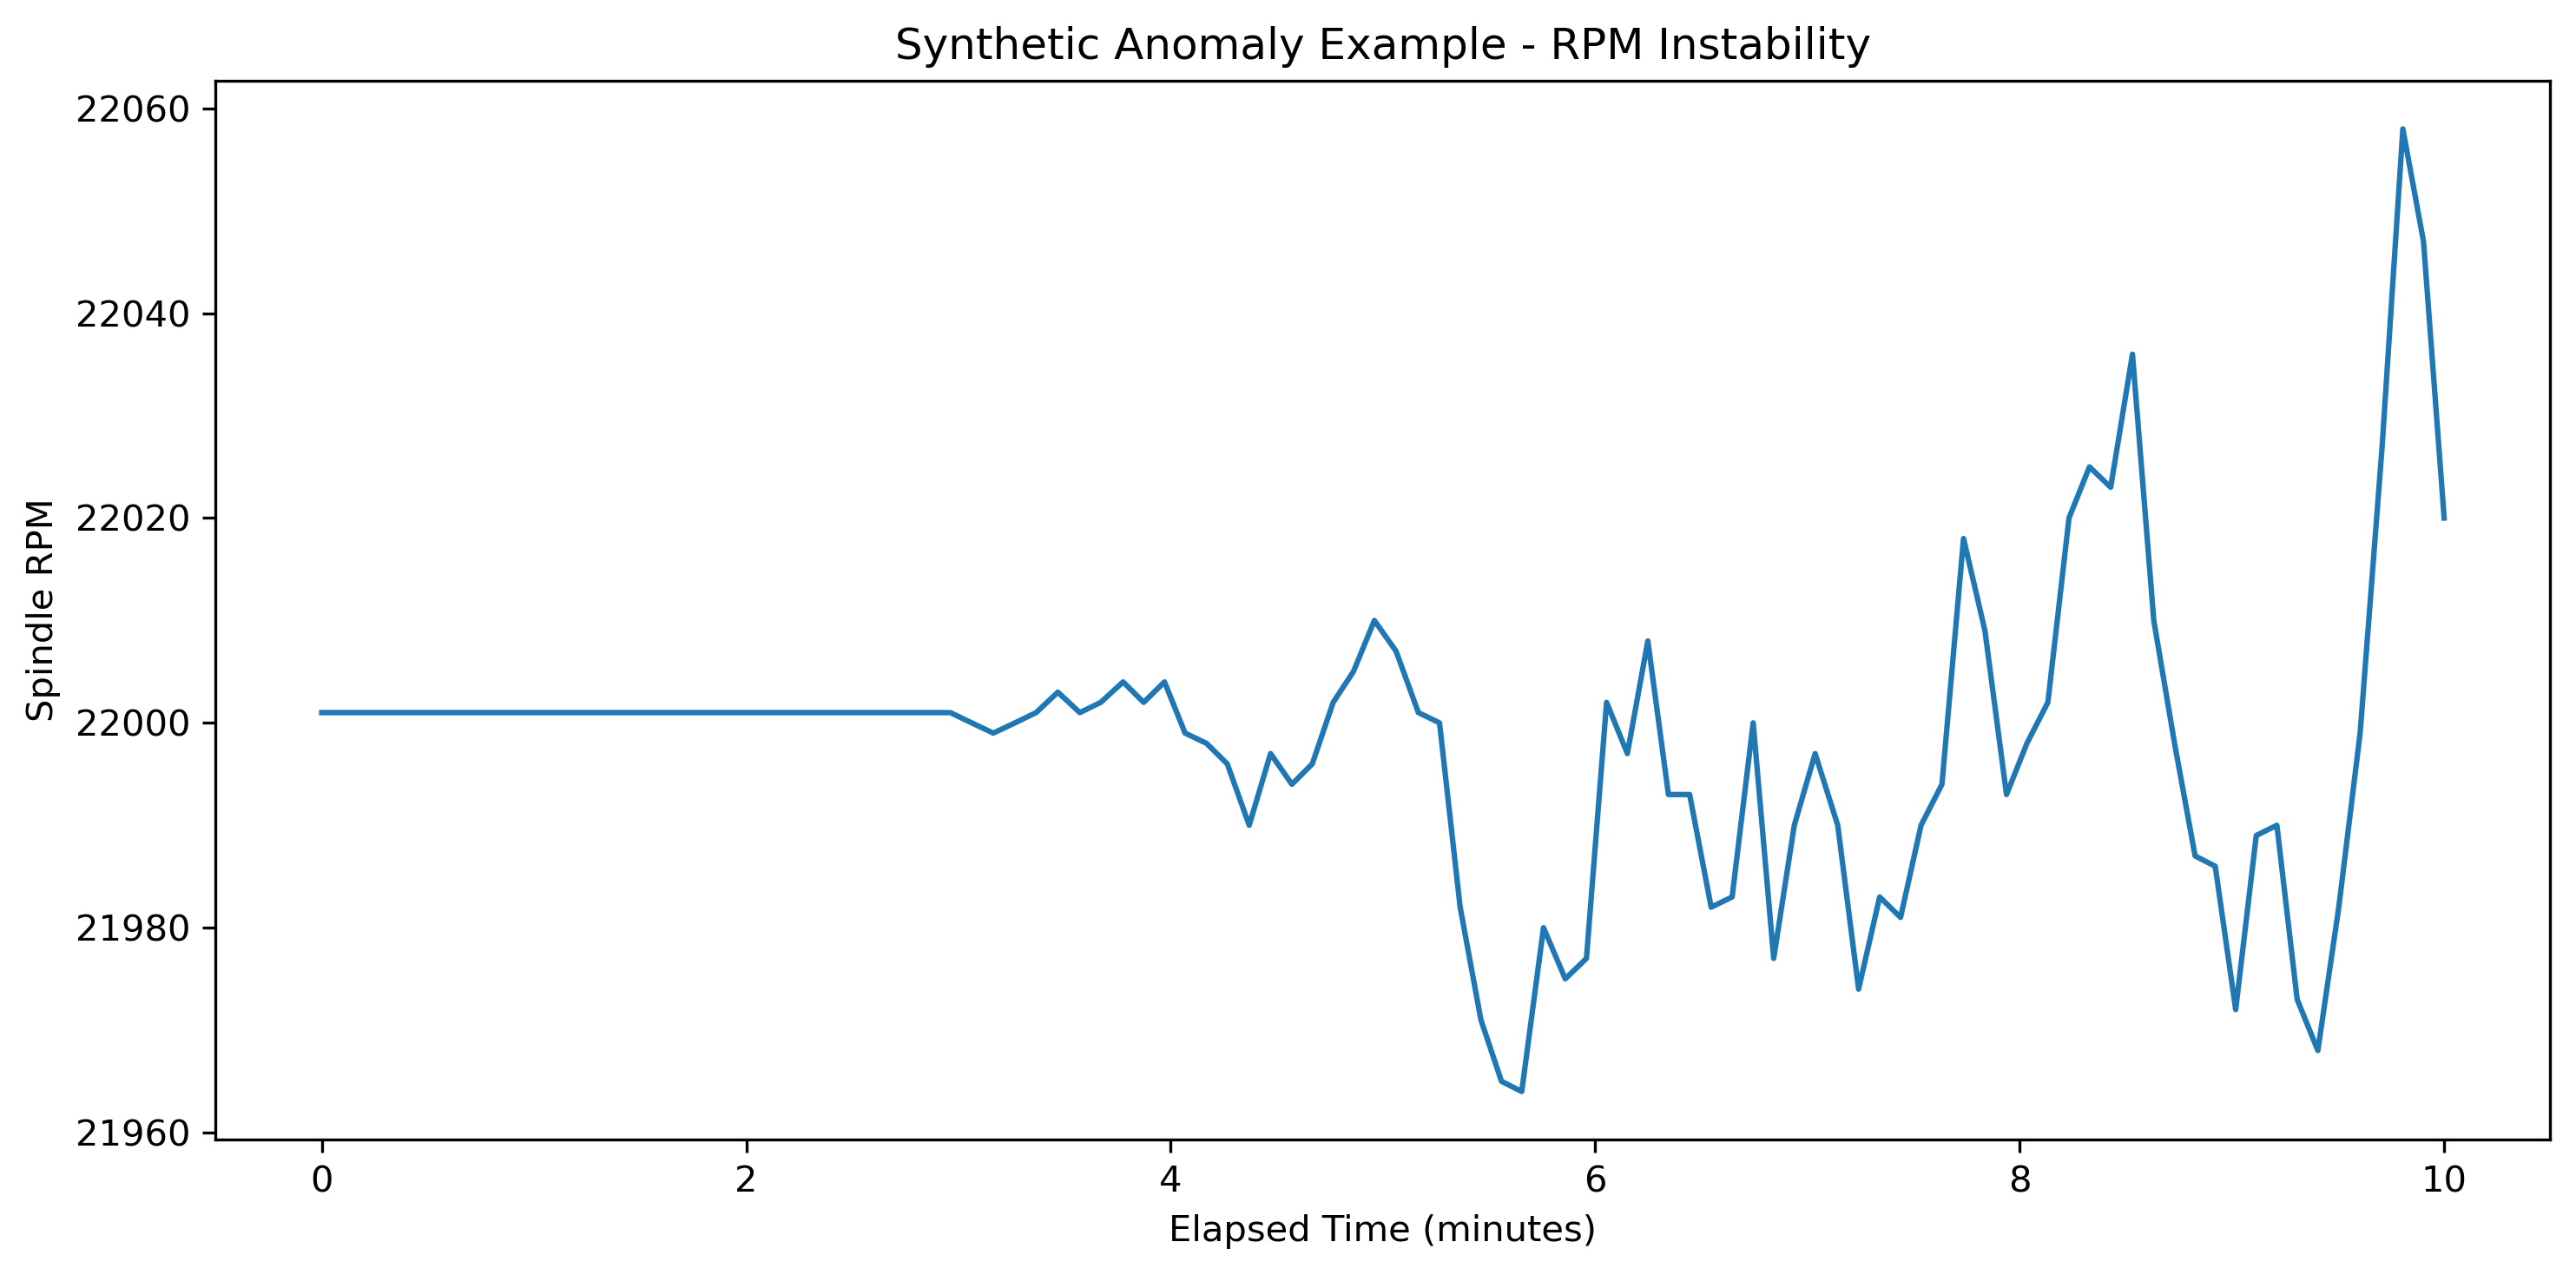 Synthetic Anomaly Example - RPM Instability
Spindle RPM
22060
22040
22020
22000
21980
21960
0 2 4 6 8 10
Elapsed Time (minutes)